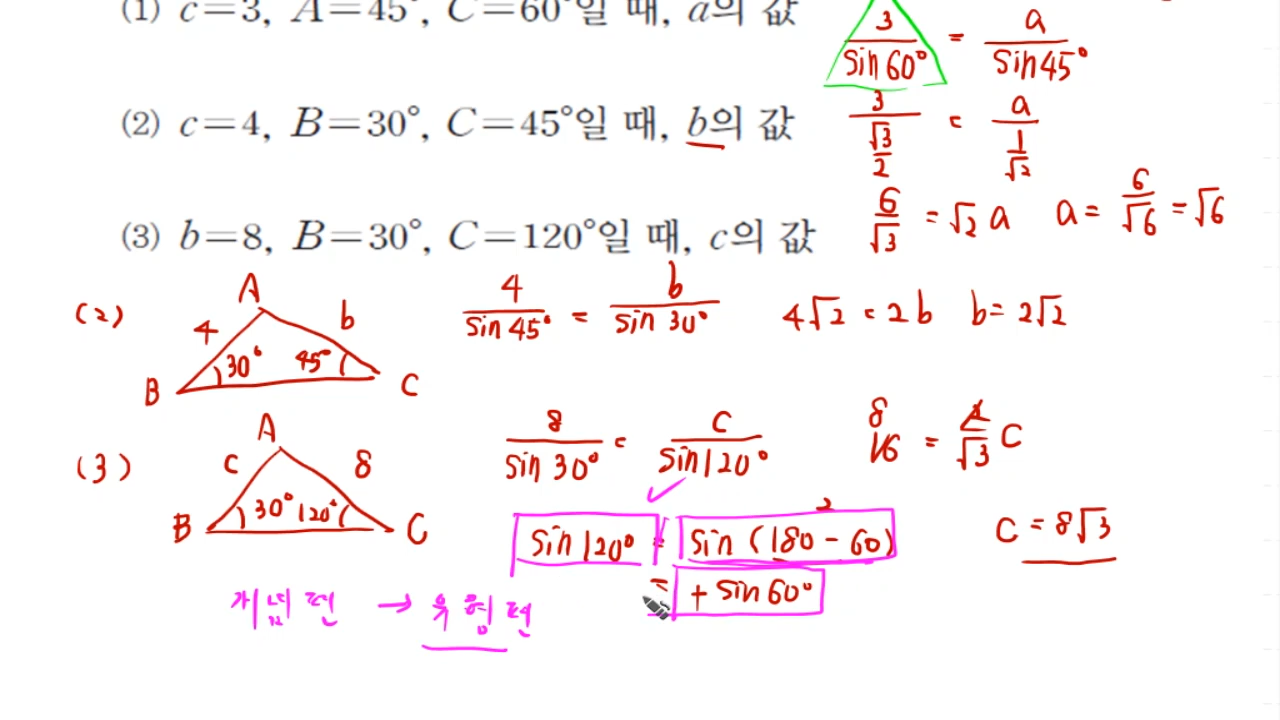 (1) c=3, A=45°, C=60°일 때, a의 값
3/sin60° = a/sin45°
(2) c=4, B=30°, C=45°일 때, b의 값
3/(√3/2) = a/(1/√2)
6/√3 = √2 a   a = 6/√6 = √6
(3) b=8, B=30°, C=120°일 때, c의 값
(2) A 4 b 30° 45° B C
4/sin45° = b/sin30°   4√2 = 2b   b = 2√2
(3) A c 8 30° 120° B C
8/sin30° = c/sin120°   8 16 = 2/√3 C
sin120° = sin(180-60)   2   C = 8√3
= + sin60°
개념편 → 유형편